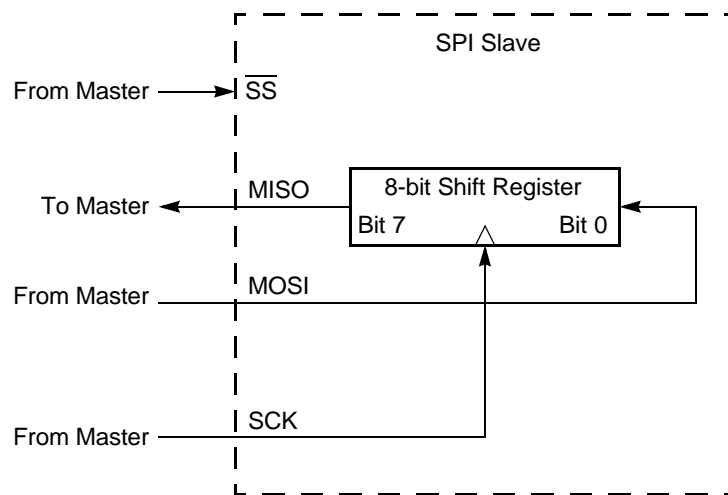 SPI Slave
From Master
S̅S̅
MISO
8-bit Shift Register
To Master
Bit 7
Bit 0
MOSI
From Master
SCK
From Master